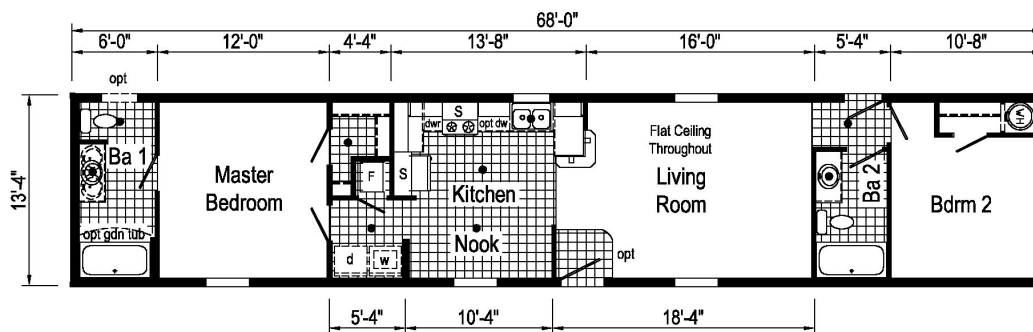 68'-0"
6'-0" 12'-0" 4'-4" 13'-8" 16'-0" 5'-4" 10'-8"
opt
13'-4"
Ba 1
opt gdn tub
Master
Bedroom
F
d w
S
dwr opt dw
S
Kitchen
Nook
Flat Ceiling
Throughout
Living
Room
opt
Ba 2
WH
Bdrm 2
5'-4" 10'-4" 18'-4"